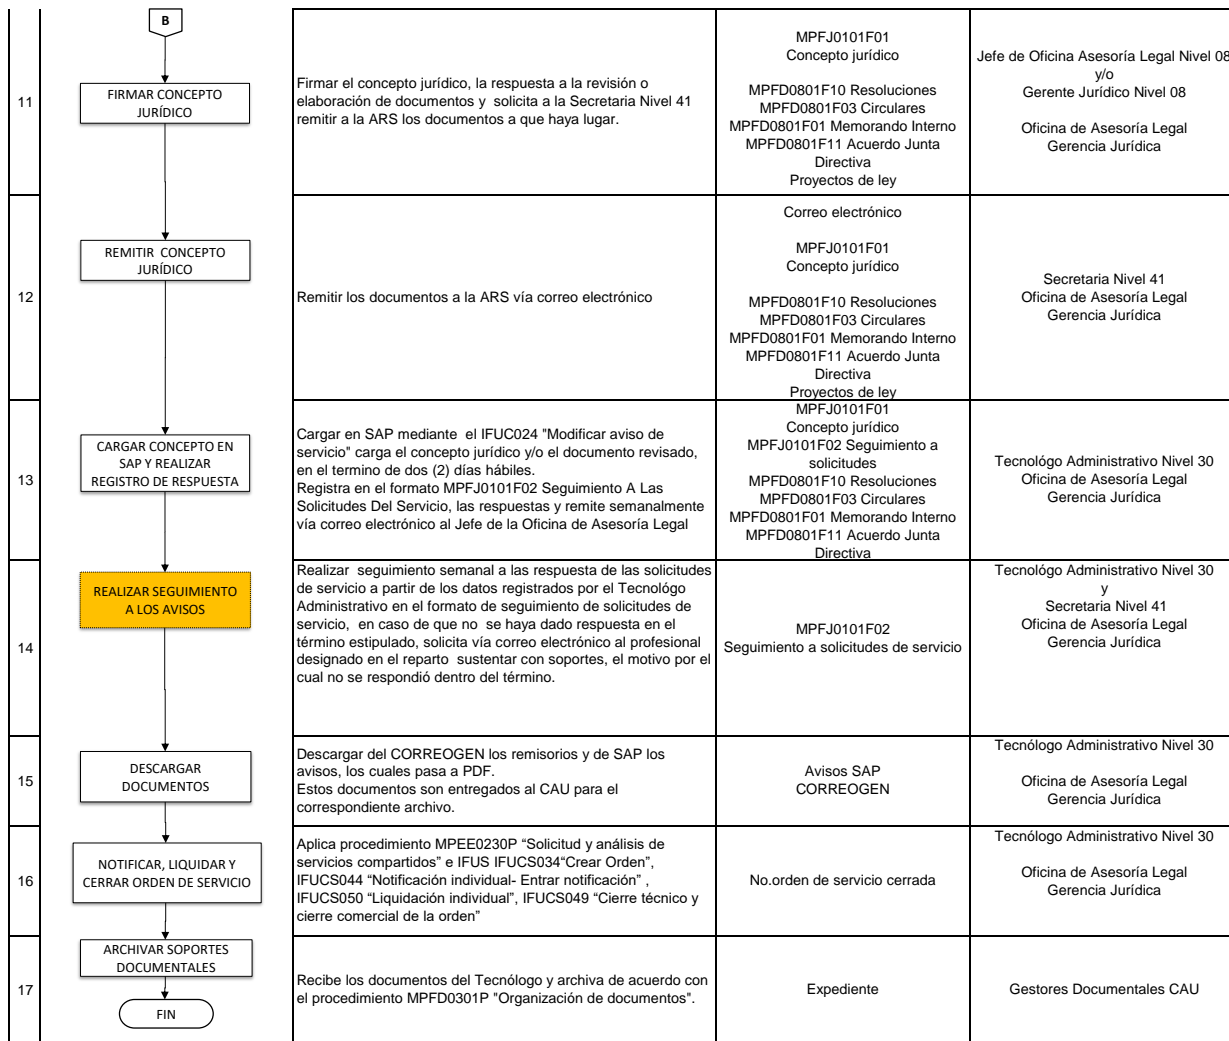 B
11
FIRMAR CONCEPTO
JURÍDICO
Firmar el concepto jurídico, la respuesta a la revisión o
elaboración de documentos y  solicita a la Secretaria Nivel 41
remitir a la ARS los documentos a que haya lugar.
MPFJ0101F01
Concepto jurídico
MPFD0801F10 Resoluciones
MPFD0801F03 Circulares
MPFD0801F01 Memorando Interno
MPFD0801F11 Acuerdo Junta
Directiva
Proyectos de ley
Jefe de Oficina Asesoría Legal Nivel 08
y/o
Gerente Jurídico Nivel 08
Oficina de Asesoría Legal
Gerencia Jurídica
12
REMITIR  CONCEPTO
JURÍDICO
Remitir los documentos a la ARS vía correo electrónico
Correo electrónico
MPFJ0101F01
Concepto jurídico
MPFD0801F10 Resoluciones
MPFD0801F03 Circulares
MPFD0801F01 Memorando Interno
MPFD0801F11 Acuerdo Junta
Directiva
Proyectos de ley
Secretaria Nivel 41
Oficina de Asesoría Legal
Gerencia Jurídica
13
CARGAR CONCEPTO EN
SAP Y REALIZAR
REGISTRO DE RESPUESTA
Cargar en SAP mediante  el IFUC024 "Modificar aviso de
servicio" carga el concepto jurídico y/o el documento revisado,
en el termino de dos (2) días hábiles.
Registra en el formato MPFJ0101F02 Seguimiento A Las
Solicitudes Del Servicio, las respuestas y remite semanalmente
vía correo electrónico al Jefe de la Oficina de Asesoría Legal
MPFJ0101F01
Concepto jurídico
MPFJ0101F02 Seguimiento a
solicitudes
MPFD0801F10 Resoluciones
MPFD0801F03 Circulares
MPFD0801F01 Memorando Interno
MPFD0801F11 Acuerdo Junta
Directiva
Tecnológo Administrativo Nivel 30
Oficina de Asesoría Legal
Gerencia Jurídica
14
REALIZAR SEGUIMIENTO
A LOS AVISOS
Realizar  seguimiento semanal a las respuesta de las solicitudes
de servicio a partir de los datos registrados por el Tecnológo
Administrativo en el formato de seguimiento de solicitudes de
servicio,  en caso de que no  se haya dado respuesta en el
término estipulado, solicita vía correo electrónico al profesional
designado en el reparto  sustentar con soportes, el motivo por el
cual no se respondió dentro del término.
MPFJ0101F02
Seguimiento a solicitudes de servicio
Tecnológo Administrativo Nivel 30
y
Secretaria Nivel 41
Oficina de Asesoría Legal
Gerencia Jurídica
15
DESCARGAR
DOCUMENTOS
Descargar del CORREOGEN los remisorios y de SAP los
avisos, los cuales pasa a PDF.
Estos documentos son entregados al CAU para el
correspondiente archivo.
Avisos SAP
CORREOGEN
Tecnólogo Administrativo Nivel 30
Oficina de Asesoría Legal
Gerencia Jurídica
16
NOTIFICAR, LIQUIDAR Y
CERRAR ORDEN DE SERVICIO
Aplica procedimiento MPEE0230P “Solicitud y análisis de
servicios compartidos” e IFUS IFUCS034“Crear Orden”,
IFUCS044 “Notificación individual- Entrar notificación” ,
IFUCS050 “Liquidación individual”, IFUCS049 “Cierre técnico y
cierre comercial de la orden”
No.orden de servicio cerrada
Tecnólogo Administrativo Nivel 30
Oficina de Asesoría Legal
Gerencia Jurídica
17
ARCHIVAR SOPORTES
DOCUMENTALES
FIN
Recibe los documentos del Tecnólogo y archiva de acuerdo con
el procedimiento MPFD0301P "Organización de documentos".
Expediente
Gestores Documentales CAU